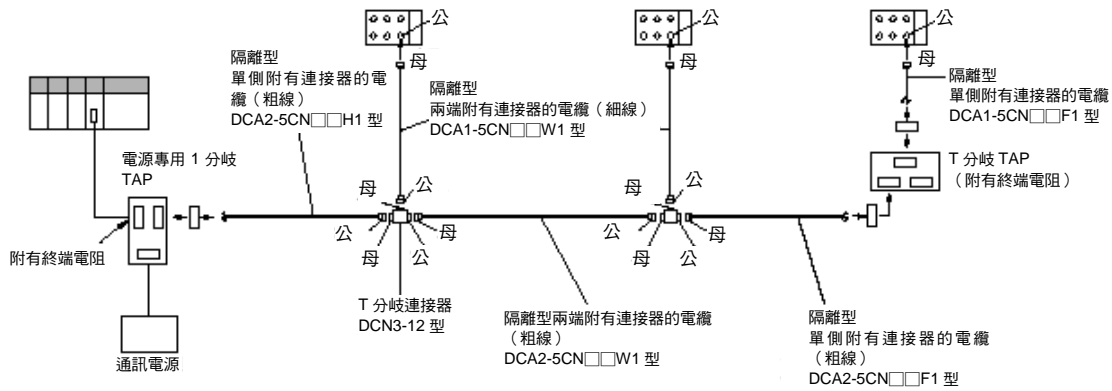 公
公
公
母
母
母
隔離型
單側附有連接器的電
纜（粗線）
DCA2-5CN□□H1 型
隔離型
兩端附有連接器的電纜（細線）
DCA1-5CN□□W1 型
隔離型
單側附有連接器的電纜
DCA1-5CN□□F1 型
電源專用 1 分岐
TAP
T 分岐 TAP
（附有終端電阻）
母
公
母
公
公
母
公
母
母
公
附有終端電阻
T 分岐連接器
DCN3-12 型
隔離型兩端附有連接器的電纜
（粗線）
DCA2-5CN□□W1 型
隔離型
單側附有連接器的電纜
（粗線）
DCA2-5CN□□F1 型
通訊電源